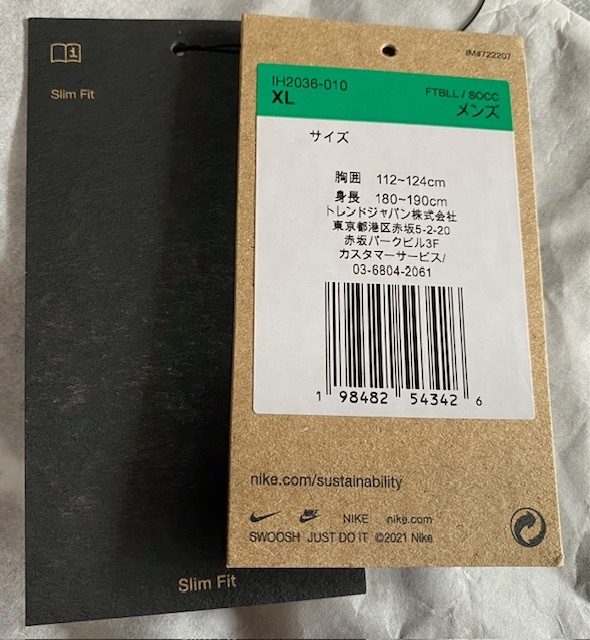 Slim Fit
Slim Fit
IM#722207
IH2036-010
XL
FTBLL / SOCC
メンズ
サイズ
胸囲 112~124cm
身長 180~190cm
トレンドジャパン株式会社
東京都港区赤坂5-2-20
赤坂パークビル3F
カスタマーサービス/
03-6804-2061
1 98482 54342 6
nike.com/sustainability
NIKE nike.com
SWOOSH JUST DO IT ©2021 Nike